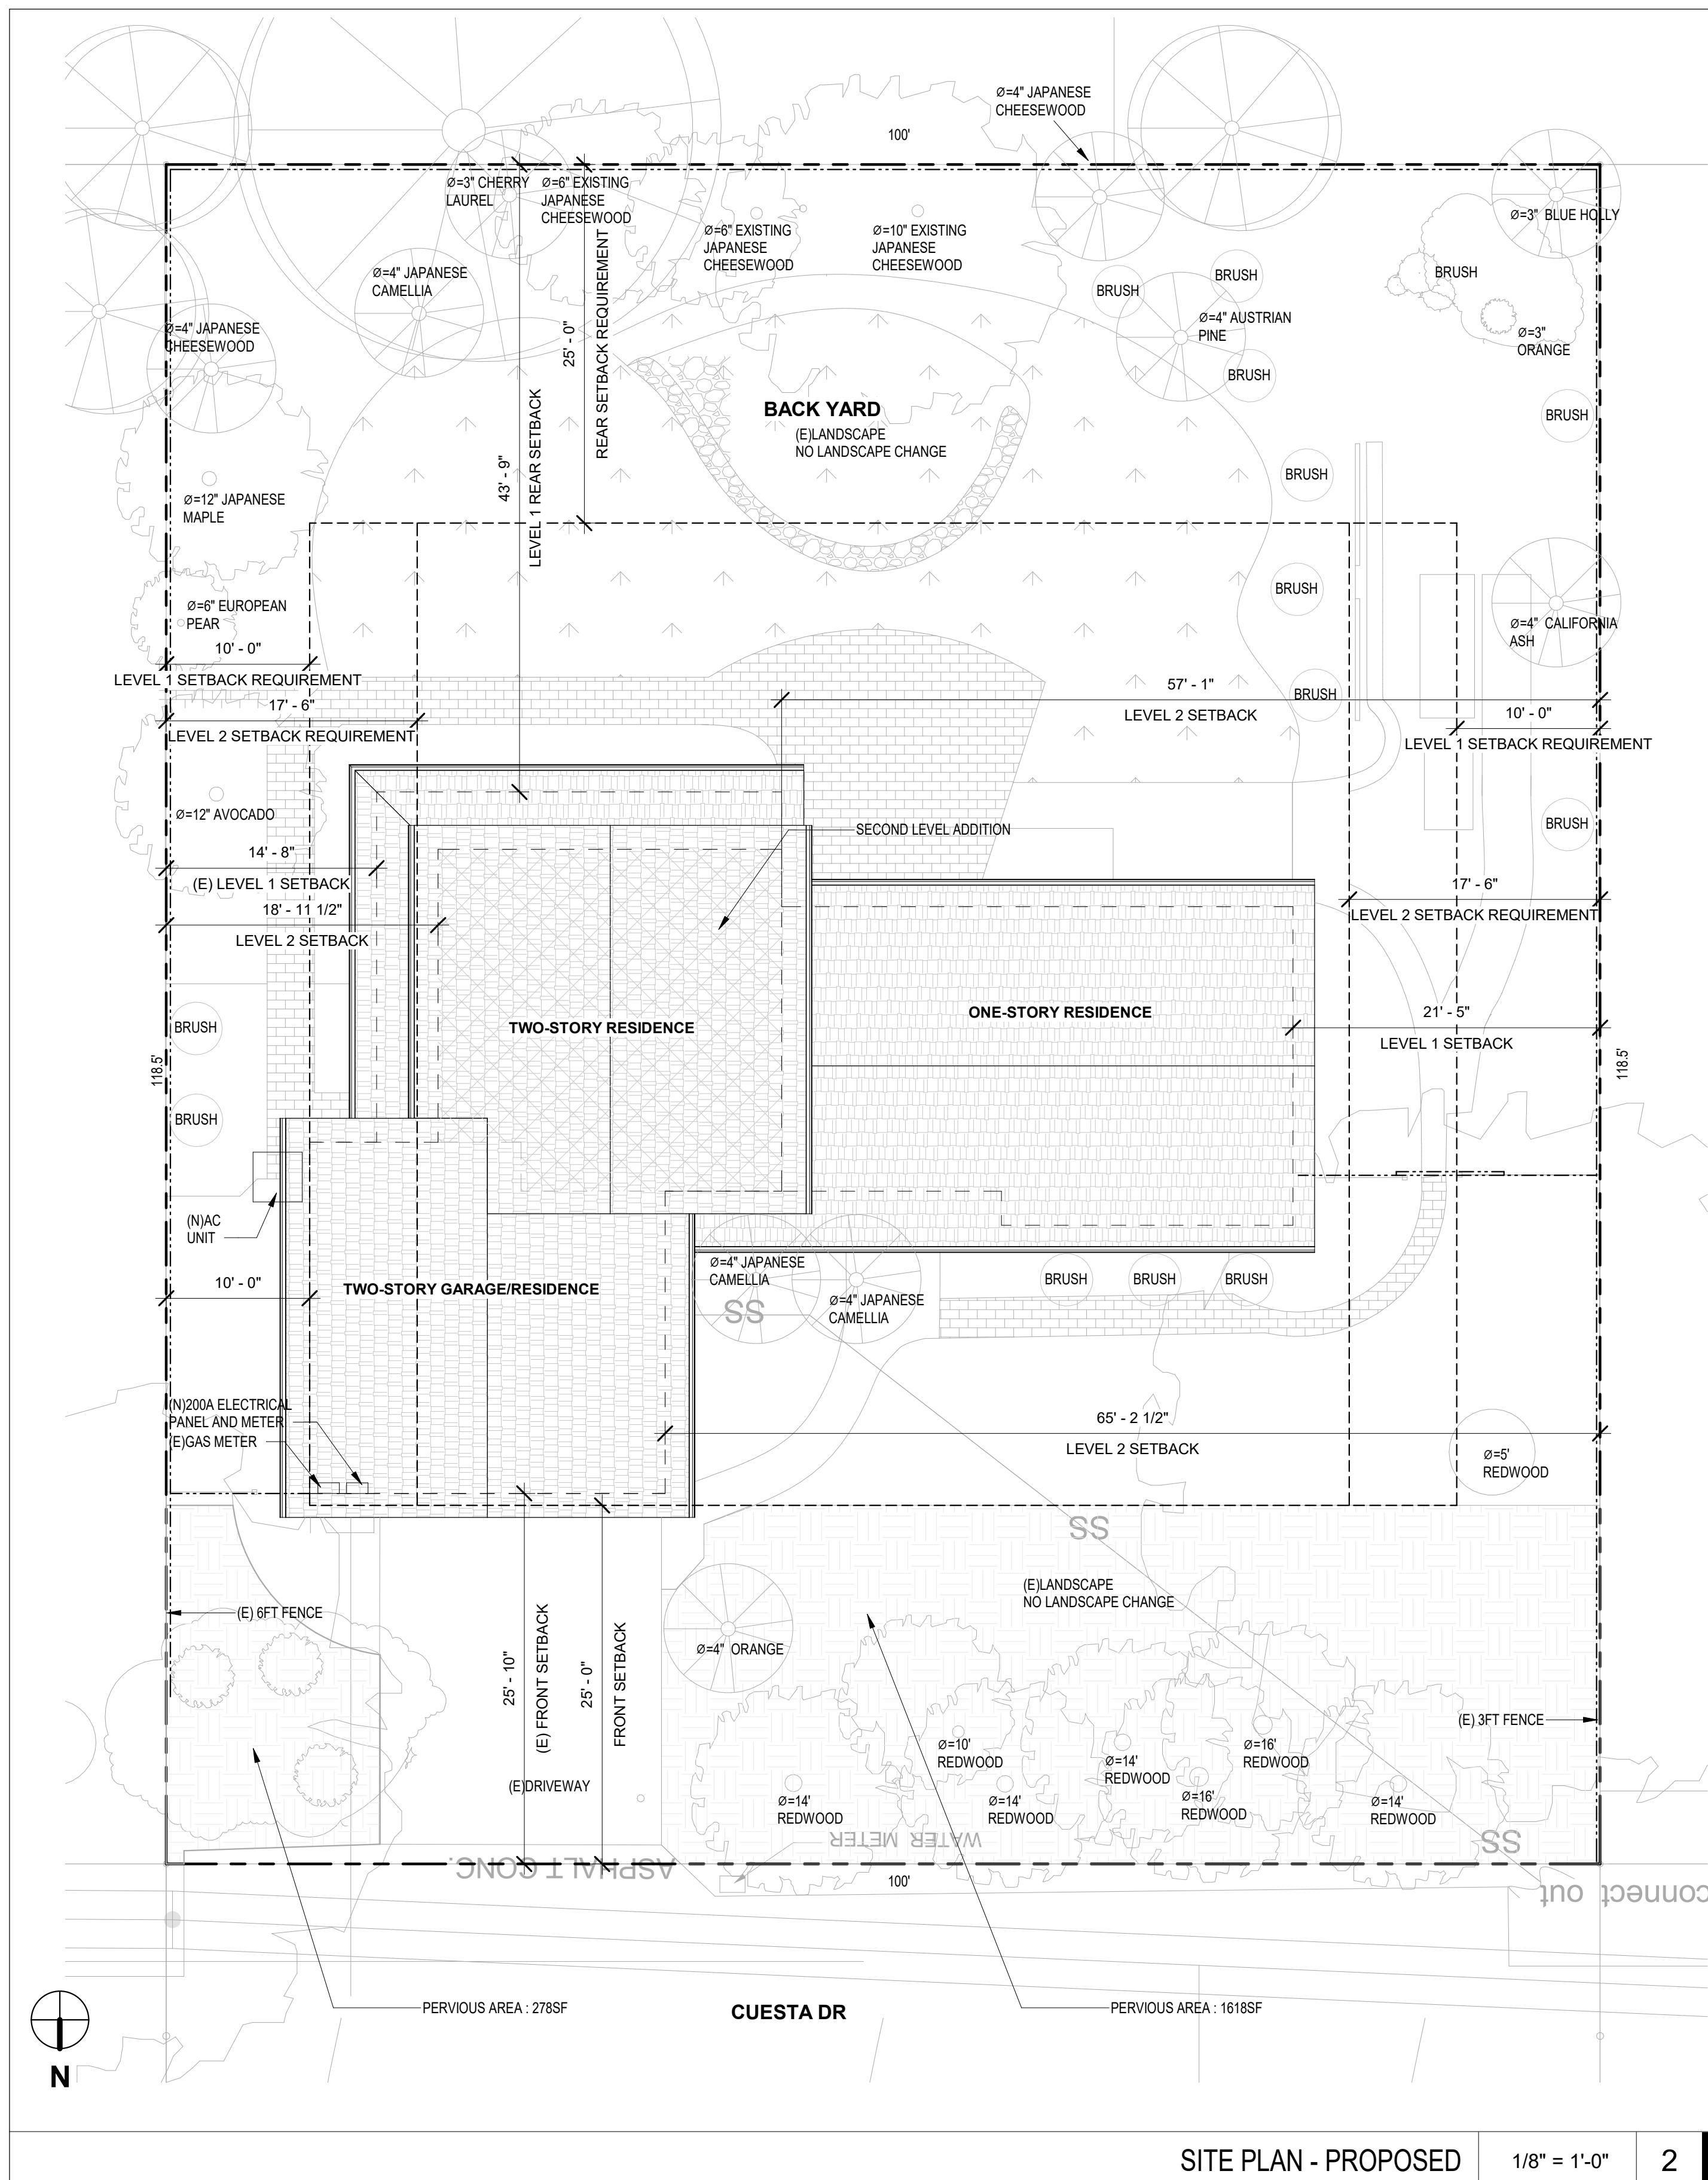 Ø=4" JAPANESE
CHEESEWOOD
100'
Ø=3" CHERRY
LAUREL
Ø=6" EXISTING
JAPANESE
CHEESEWOOD
Ø=6" EXISTING
JAPANESE
CHEESEWOOD
Ø=10" EXISTING
JAPANESE
CHEESEWOOD
Ø=3" BLUE HOLLY
Ø=4" JAPANESE
CAMELLIA
BRUSH
BRUSH
BRUSH
Ø=4" JAPANESE
CHEESEWOOD
Ø=4" AUSTRIAN
PINE
Ø=3"
ORANGE
25' - 0"
REAR SETBACK REQUIREMENT
BRUSH
BRUSH
BACK YARD
(E)LANDSCAPE
NO LANDSCAPE CHANGE
43' - 9"
LEVEL 1 REAR SETBACK
BRUSH
Ø=12" JAPANESE
MAPLE
BRUSH
Ø=6" EUROPEAN
PEAR
Ø=4" CALIFORNIA
ASH
10' - 0"
LEVEL 1 SETBACK REQUIREMENT
57' - 1"
LEVEL 2 SETBACK
BRUSH
17' - 6"
LEVEL 2 SETBACK REQUIREMENT
10' - 0"
LEVEL 1 SETBACK REQUIREMENT
Ø=12" AVOCADO
SECOND LEVEL ADDITION
BRUSH
14' - 8"
(E) LEVEL 1 SETBACK
17' - 6"
LEVEL 2 SETBACK REQUIREMENT
18' - 11 1/2"
LEVEL 2 SETBACK
TWO-STORY RESIDENCE
ONE-STORY RESIDENCE
21' - 5"
LEVEL 1 SETBACK
BRUSH
118.5'
118.5'
BRUSH
(N)AC
UNIT
10' - 0"
TWO-STORY GARAGE/RESIDENCE
Ø=4" JAPANESE
CAMELLIA
SS
Ø=4" JAPANESE
CAMELLIA
BRUSH
BRUSH
BRUSH
(N)200A ELECTRICAL
PANEL AND METER
(E)GAS METER
65' - 2 1/2"
LEVEL 2 SETBACK
Ø=5'
REDWOOD
SS
(E)LANDSCAPE
NO LANDSCAPE CHANGE
(E) 6FT FENCE
25' - 10"
(E) FRONT SETBACK
25' - 0"
FRONT SETBACK
Ø=4" ORANGE
(E) 3FT FENCE
Ø=10'
REDWOOD
Ø=14'
REDWOOD
Ø=16'
REDWOOD
(E)DRIVEWAY
Ø=14'
REDWOOD
Ø=14'
REDWOOD
Ø=16'
REDWOOD
Ø=14'
REDWOOD
WATER METER
SS
ASPHALT CONC.
100'
connect out
PERVIOUS AREA : 278SF
CUESTA DR
PERVIOUS AREA : 1618SF
N
SITE PLAN - PROPOSED
1/8" = 1'-0"
2